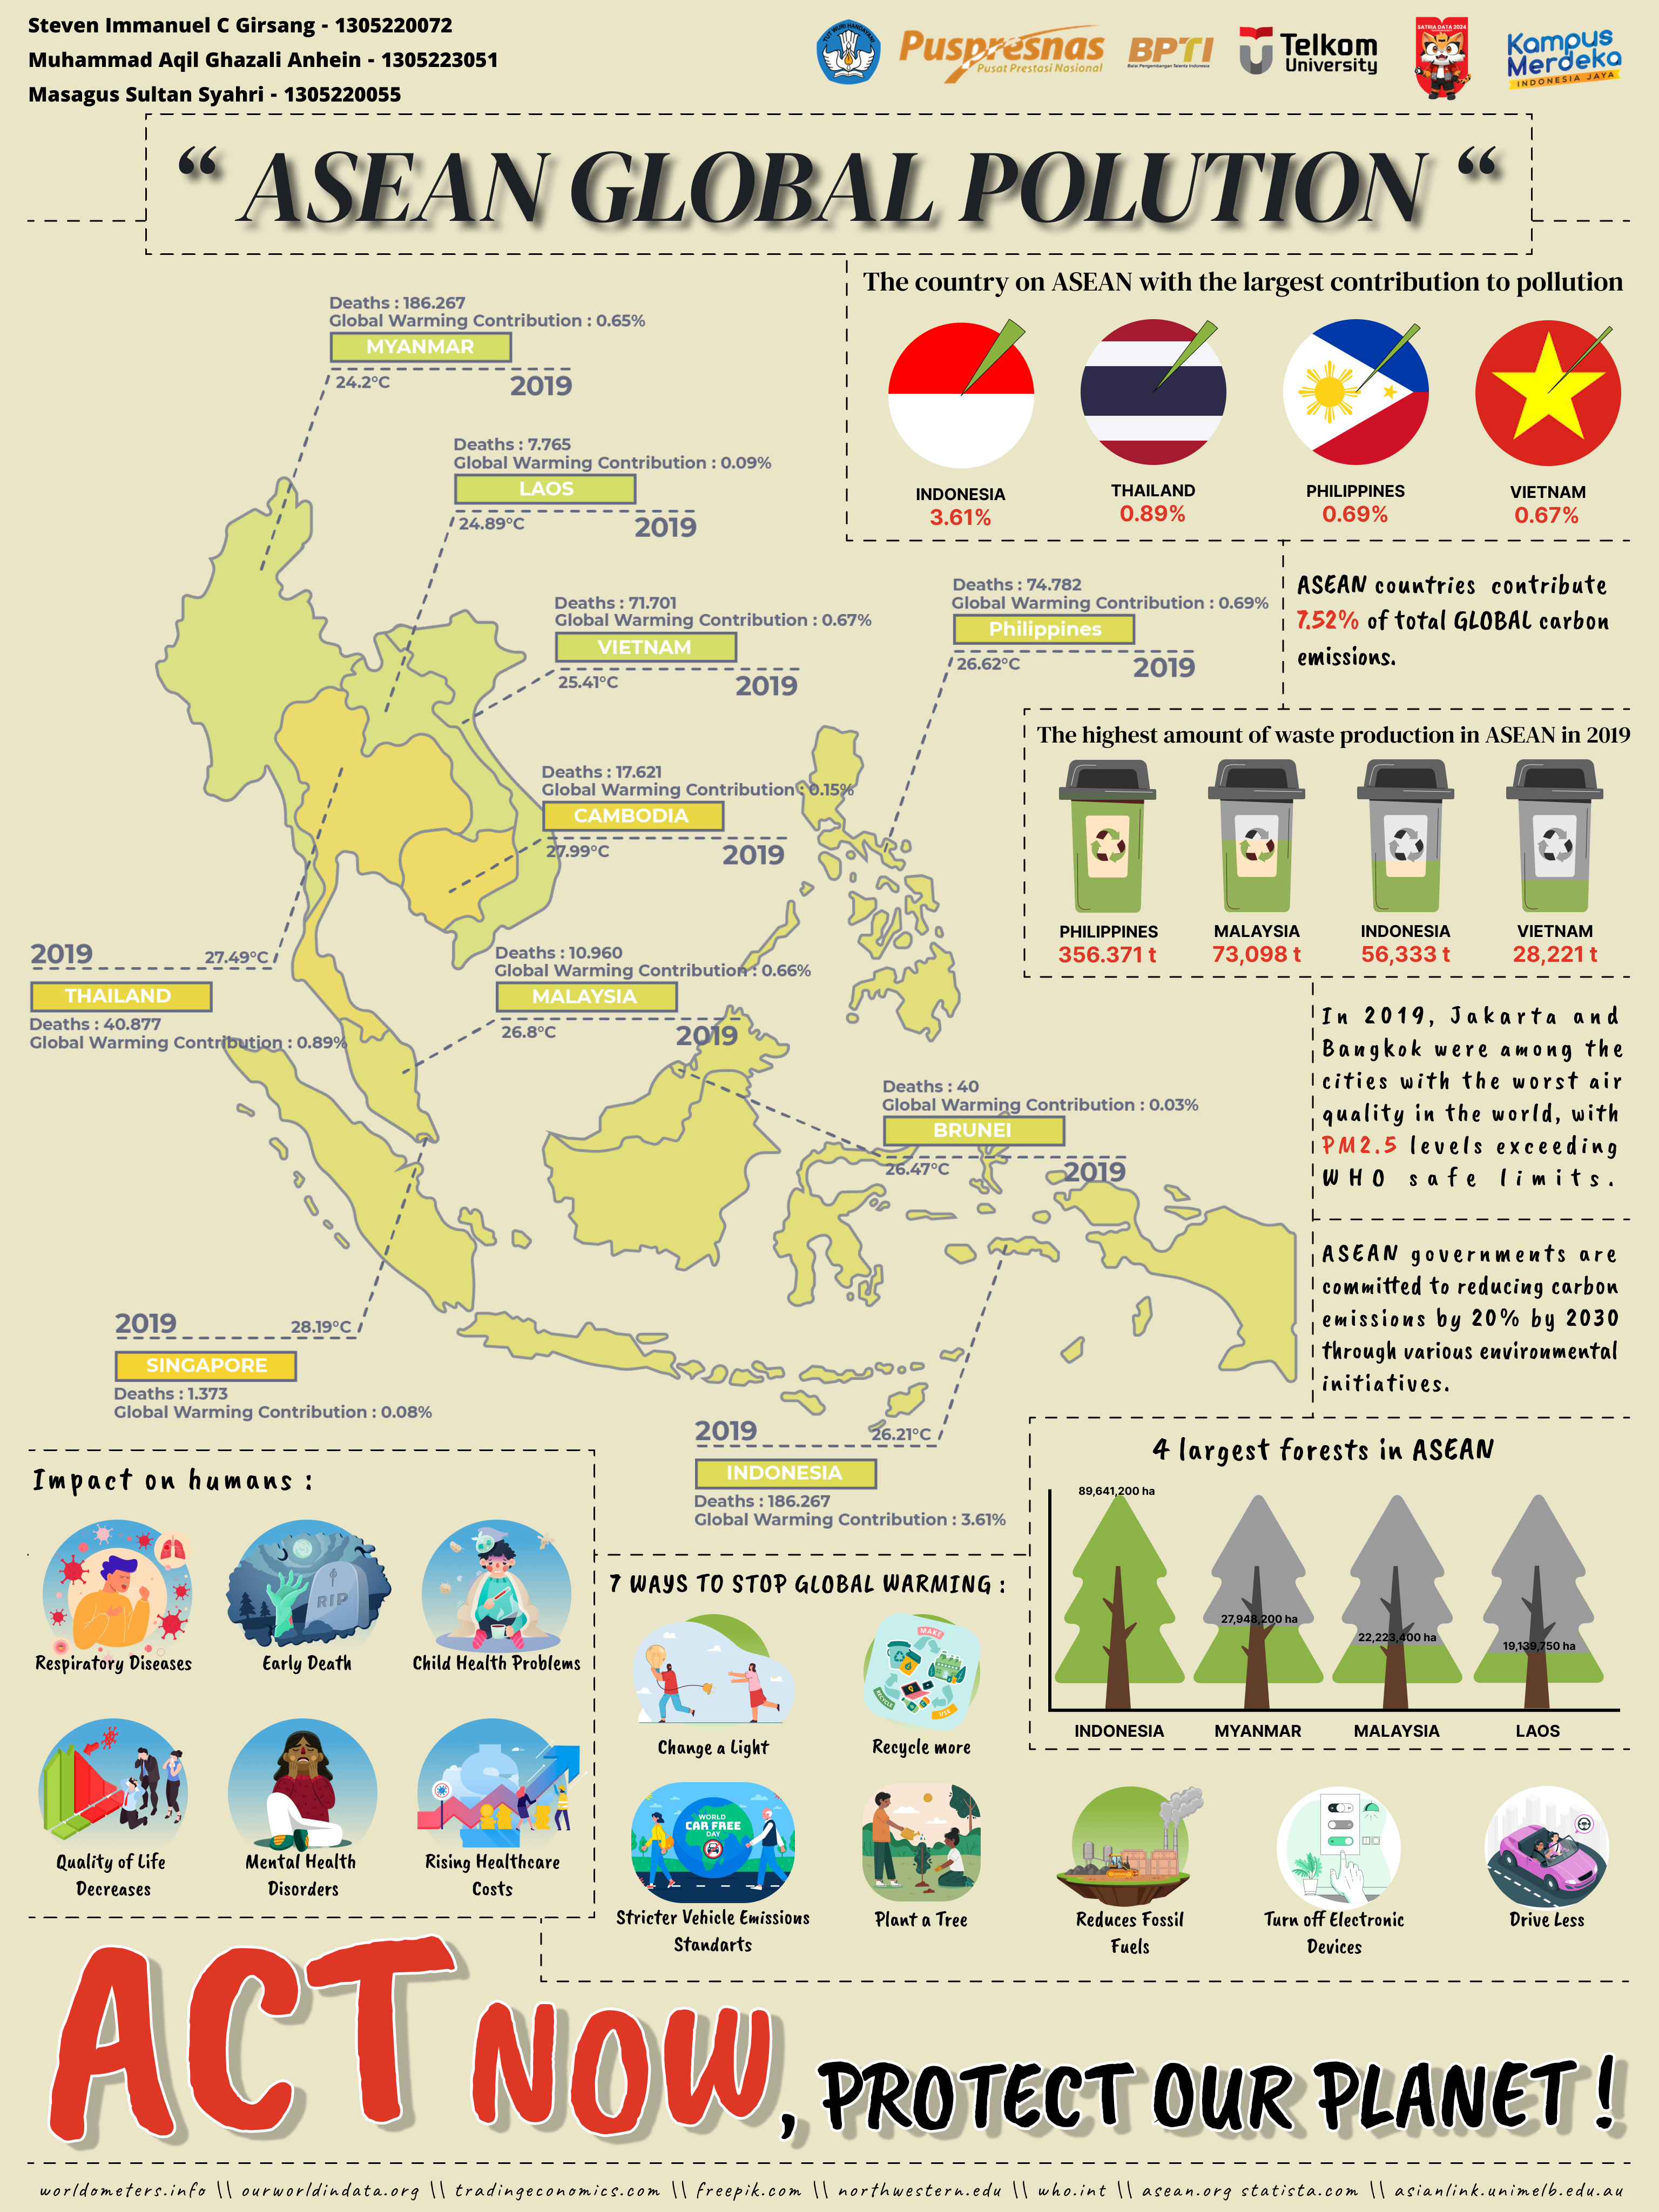 Steven Immanuel C Girsang - 1305220072
Muhammad Aqil Ghazali Anhein - 1305223051
Masagus Sultan Syahri - 1305220055
TUT WURI HANDAYANI
Puspresnas
Pusat Prestasi Nasional
BPTI
Balai Pengembangan Talenta Indonesia
Telkom
University
SATRIA DATA 2024
Kampus
Merdeka
INDONESIA JAYA
“ ASEAN GLOBAL POLUTION “
The country on ASEAN with the largest contribution to pollution
INDONESIA
3.61%
THAILAND
0.89%
PHILIPPINES
0.69%
VIETNAM
0.67%
Deaths : 186.267
Global Warming Contribution : 0.65%
MYANMAR
24.2°C
2019
Deaths : 7.765
Global Warming Contribution : 0.09%
LAOS
24.89°C
2019
Deaths : 71.701
Global Warming Contribution : 0.67%
VIETNAM
25.41°C
2019
Deaths : 74.782
Global Warming Contribution : 0.69%
Philippines
26.62°C
2019
ASEAN countries contribute
7.52% of total GLOBAL carbon
emissions.
The highest amount of waste production in ASEAN in 2019
PHILIPPINES
356.371 t
MALAYSIA
73,098 t
INDONESIA
56,333 t
VIETNAM
28,221 t
Deaths : 17.621
Global Warming Contribution : 0.15%
CAMBODIA
27.99°C
2019
2019
27.49°C
THAILAND
Deaths : 40.877
Global Warming Contribution : 0.89%
Deaths : 10.960
Global Warming Contribution : 0.66%
MALAYSIA
26.8°C
2019
Deaths : 40
Global Warming Contribution : 0.03%
BRUNEI
26.47°C
2019
In 2019, Jakarta and
Bangkok were among the
cities with the worst air
quality in the world, with
PM2.5 levels exceeding
WHO safe limits.
ASEAN governments are
committed to reducing carbon
emissions by 20% by 2030
through various environmental
initiatives.
2019
28.19°C
SINGAPORE
Deaths : 1.373
Global Warming Contribution : 0.08%
2019
26.21°C
INDONESIA
Deaths : 186.267
Global Warming Contribution : 3.61%
4 largest forests in ASEAN
89,641,200 ha
27,948,200 ha
22,223,400 ha
19,139,750 ha
INDONESIA
MYANMAR
MALAYSIA
LAOS
Impact on humans :
RIP
Respiratory Diseases
Early Death
Child Health Problems
Quality of Life
Decreases
Mental Health
Disorders
Rising Healthcare
Costs
7 WAYS TO STOP GLOBAL WARMING :
MAKE
RECYCLE
USE
Change a Light
Recycle more
WORLD
CAR FREE
DAY
Stricter Vehicle Emissions
Standarts
Plant a Tree
Reduces Fossil
Fuels
Turn off Electronic
Devices
Drive Less
ACT NOW, PROTECT OUR PLANET !
worldometers.info \\ ourworldindata.org \\ tradingeconomics.com \\ freepik.com \\ northwestern.edu \\ who.int \\ asean.org statista.com \\ asianlink.unimelb.edu.au